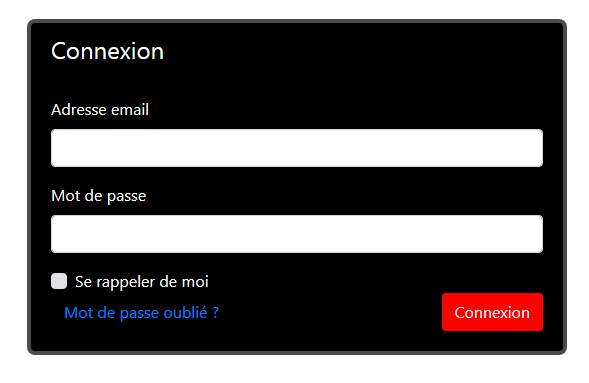 Connexion
Adresse email
Mot de passe
Se rappeler de moi
Mot de passe oublié ?
Connexion